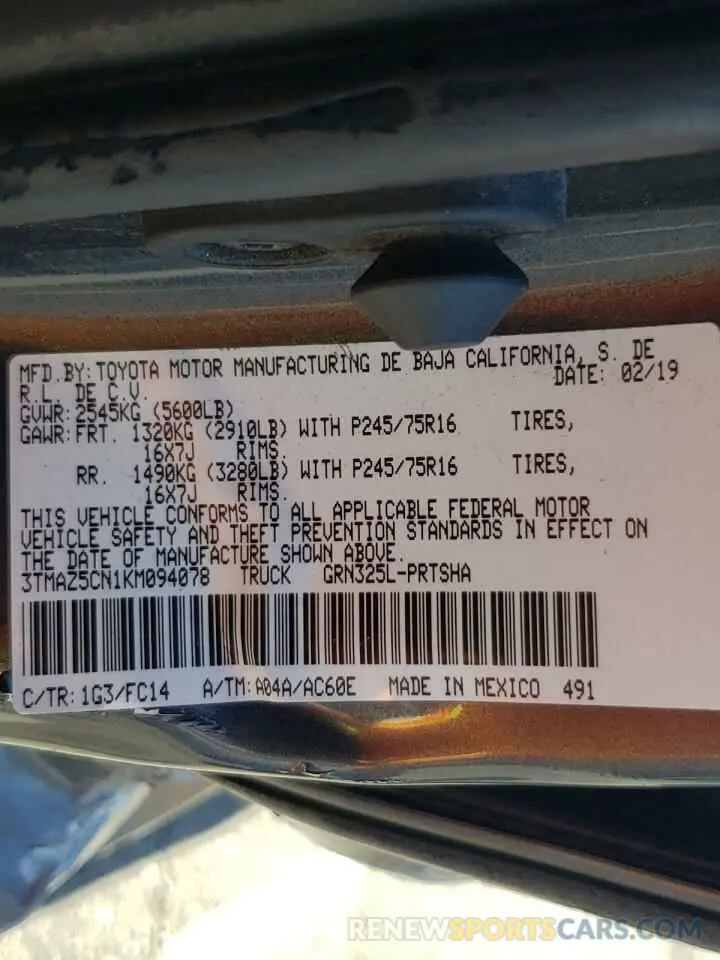 MFD.BY:TOYOTA MOTOR MANUFACTURING DE BAJA CALIFORNIA, S. DE
R.L. DE C.V. DATE: 02/19
GVWR:2545KG (5600LB)
GAWR:FRT. 1320KG (2910LB) WITH P245/75R16 TIRES,
16X7J RIMS.
RR. 1490KG (3280LB) WITH P245/75R16 TIRES,
16X7J RIMS.
THIS VEHICLE CONFORMS TO ALL APPLICABLE FEDERAL MOTOR
VEHICLE SAFETY AND THEFT PREVENTION STANDARDS IN EFFECT ON
THE DATE OF MANUFACTURE SHOWN ABOVE.
3TMAZ5CN1KM094078 TRUCK GRN325L-PRTSHA
C/TR:1G3/FC14 A/TM:A04A/AC60E MADE IN MEXICO 491
RENEWSPORTSCARS.COM